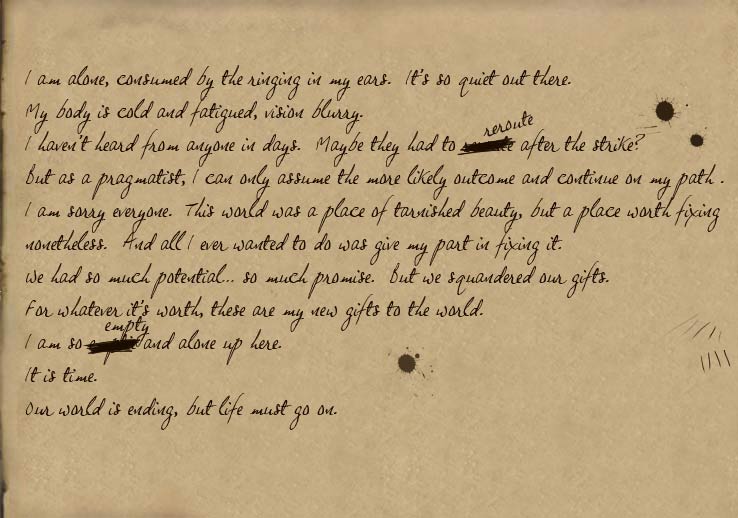 I am alone, consumed by the ringing in my ears. It's so quiet out there.
My body is cold and fatigued, vision blurry.
I haven't heard from anyone in days. Maybe they had to reroute after the strike?
But as a pragmatist, I can only assume the more likely outcome and continue on my path.
I am sorry everyone. This world was a place of tarnished beauty, but a place worth fixing
nonetheless. And all I ever wanted to do was give my part in fixing it.
We had so much potential... so much promise. But we squandered our gifts.
For whatever it's worth, these are my new gifts to the world.
I am so empty and alone up here.
It is time.
Our world is ending, but life must go on.